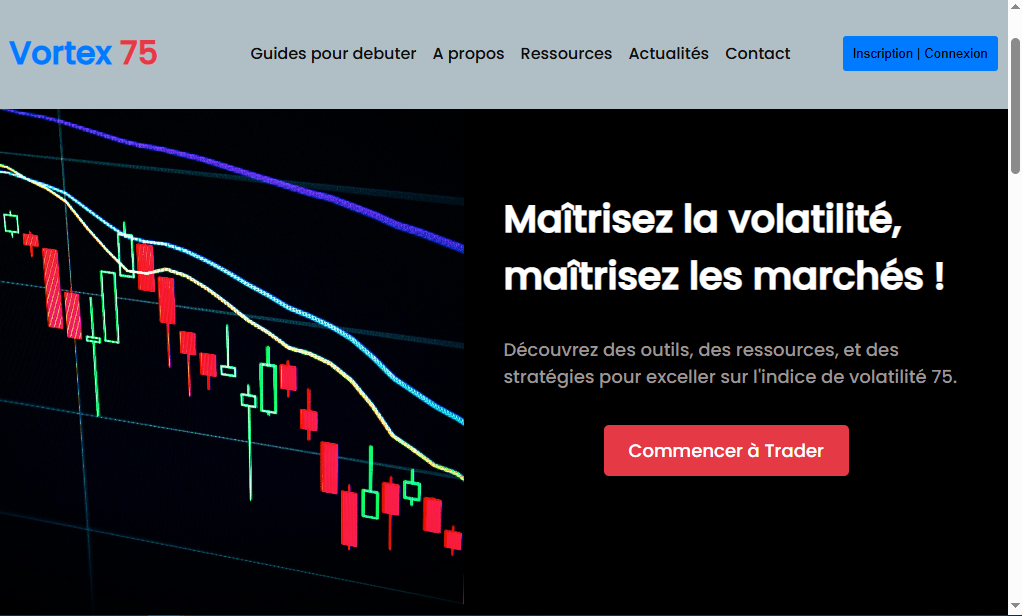 Vortex 75
Guides pour debuter A propos Ressources Actualités Contact
Inscription | Connexion
Maîtrisez la volatilité,
maîtrisez les marchés !
Découvrez des outils, des ressources, et des
stratégies pour exceller sur l'indice de volatilité 75.
Commencer à Trader